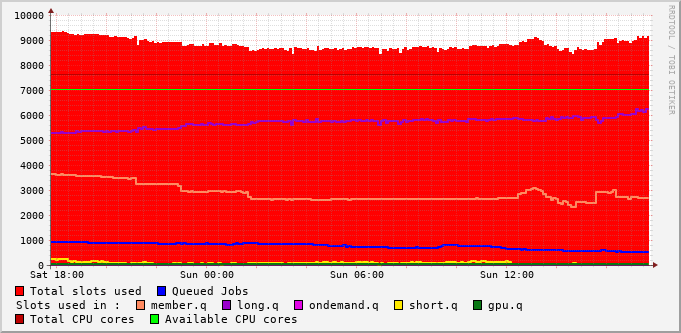 10000
9000
8000
7000
6000
5000
4000
3000
2000
1000
0
Sat 18:00 Sun 00:00 Sun 06:00 Sun 12:00
RRDTOOL / TOBI OETIKER
Total slots used Queued Jobs
Slots used in : member.q long.q ondemand.q short.q gpu.q
Total CPU cores Available CPU cores